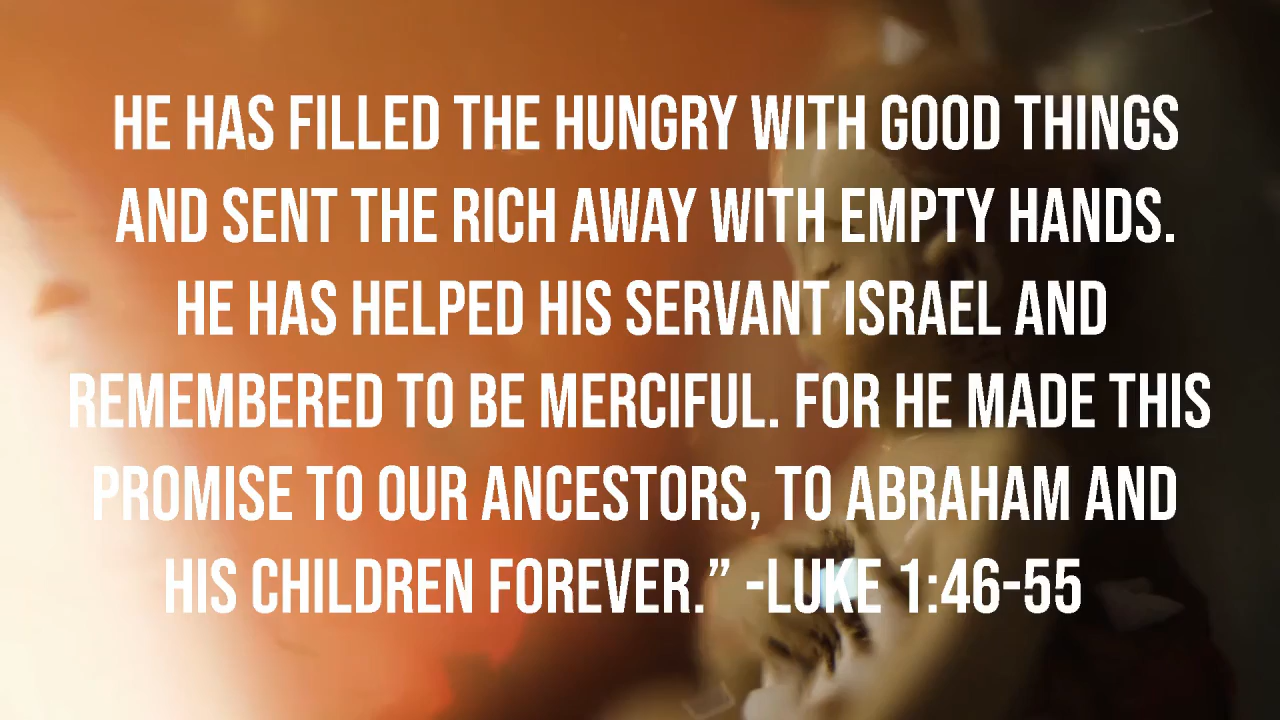 HE HAS FILLED THE HUNGRY WITH GOOD THINGS
AND SENT THE RICH AWAY WITH EMPTY HANDS.
HE HAS HELPED HIS SERVANT ISRAEL AND
REMEMBERED TO BE MERCIFUL. FOR HE MADE THIS
PROMISE TO OUR ANCESTORS, TO ABRAHAM AND
HIS CHILDREN FOREVER.” -LUKE 1:46-55